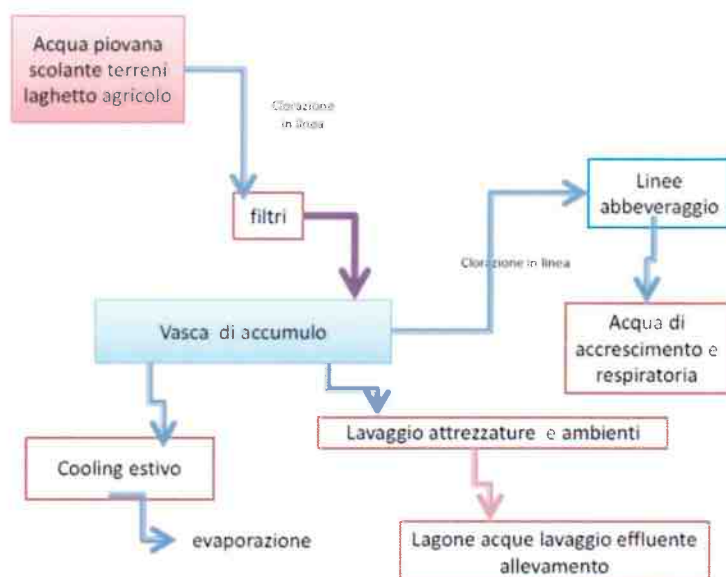 Acqua piovana
scolante terreni
laghetto agricolo
Clorazione
in linea
filtri
Linee
abbeveraggio
Clorazione in linea
Vasca di accumulo
Acqua di
accrescimento e
respiratoria
Lavaggio attrezzature e ambienti
Cooling estivo
evaporazione
Lagone acque lavaggio effluente
allevamento